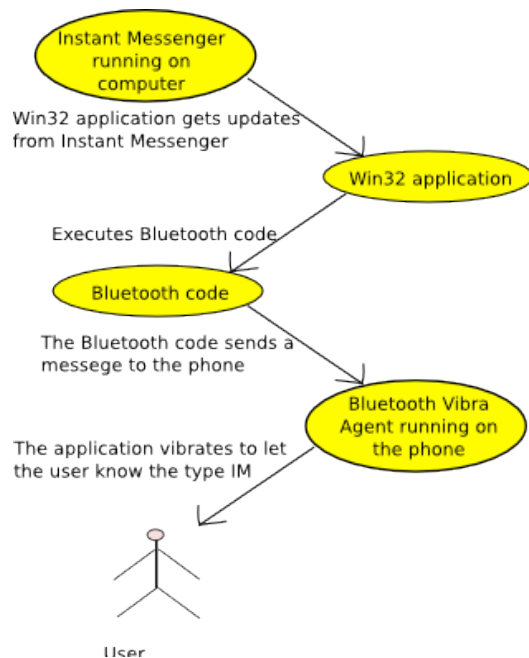 Instant Messenger
running on
computer
Win32 application gets updates
from Instant Messenger
Win32 application
Executes Bluetooth code
Bluetooth code
The Bluetooth code sends a
messege to the phone
Bluetooth Vibra
Agent running on
the phone
The application vibrates to let
the user know the type IM
User